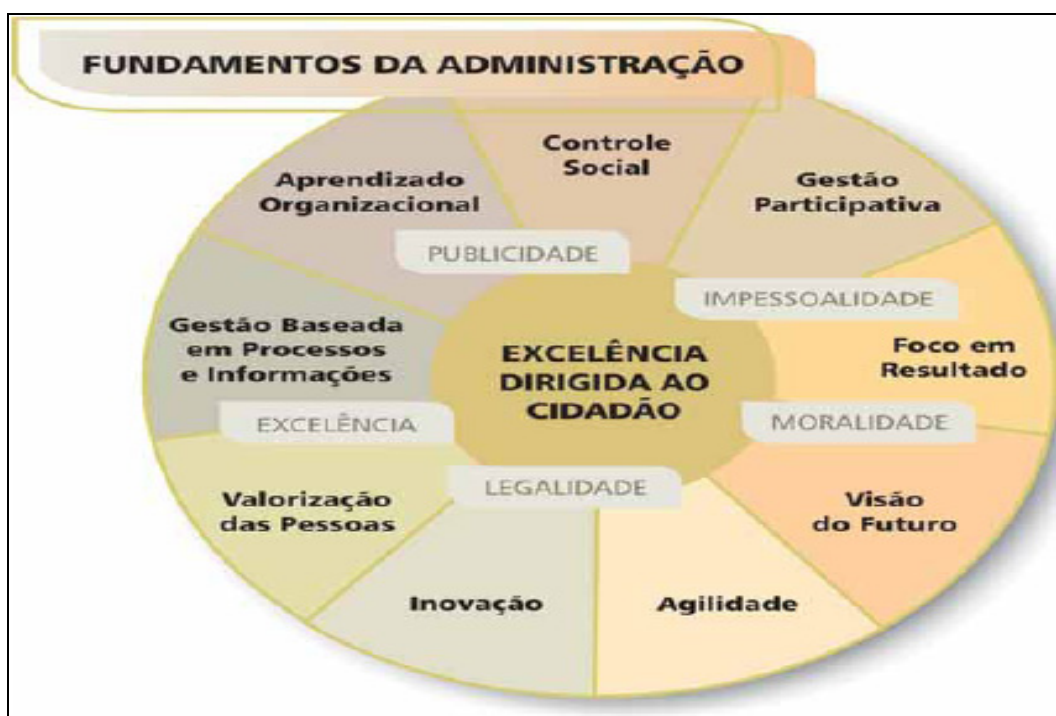 FUNDAMENTOS DA ADMINISTRAÇÃO
Controle
Social
Gestão
Participativa
Foco em
Resultado
Visão
do Futuro
Agilidade
Inovação
Valorização
das Pessoas
Gestão Baseada
em Processos
e Informações
Aprendizado
Organizacional
PUBLICIDADE
IMPESSOALIDADE
MORALIDADE
LEGALIDADE
EXCELÊNCIA
EXCELÊNCIA
DIRIGIDA AO
CIDADÃO